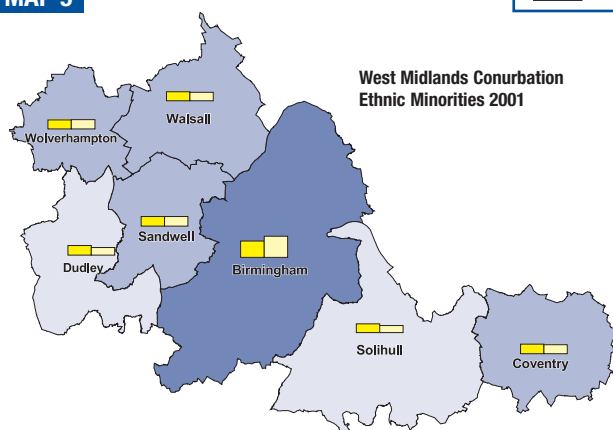 MAP 3
West Midlands Conurbation
Ethnic Minorities 2001
Walsall
Wolverhampton
Sandwell
Dudley
Birmingham
Solihull
Coventry